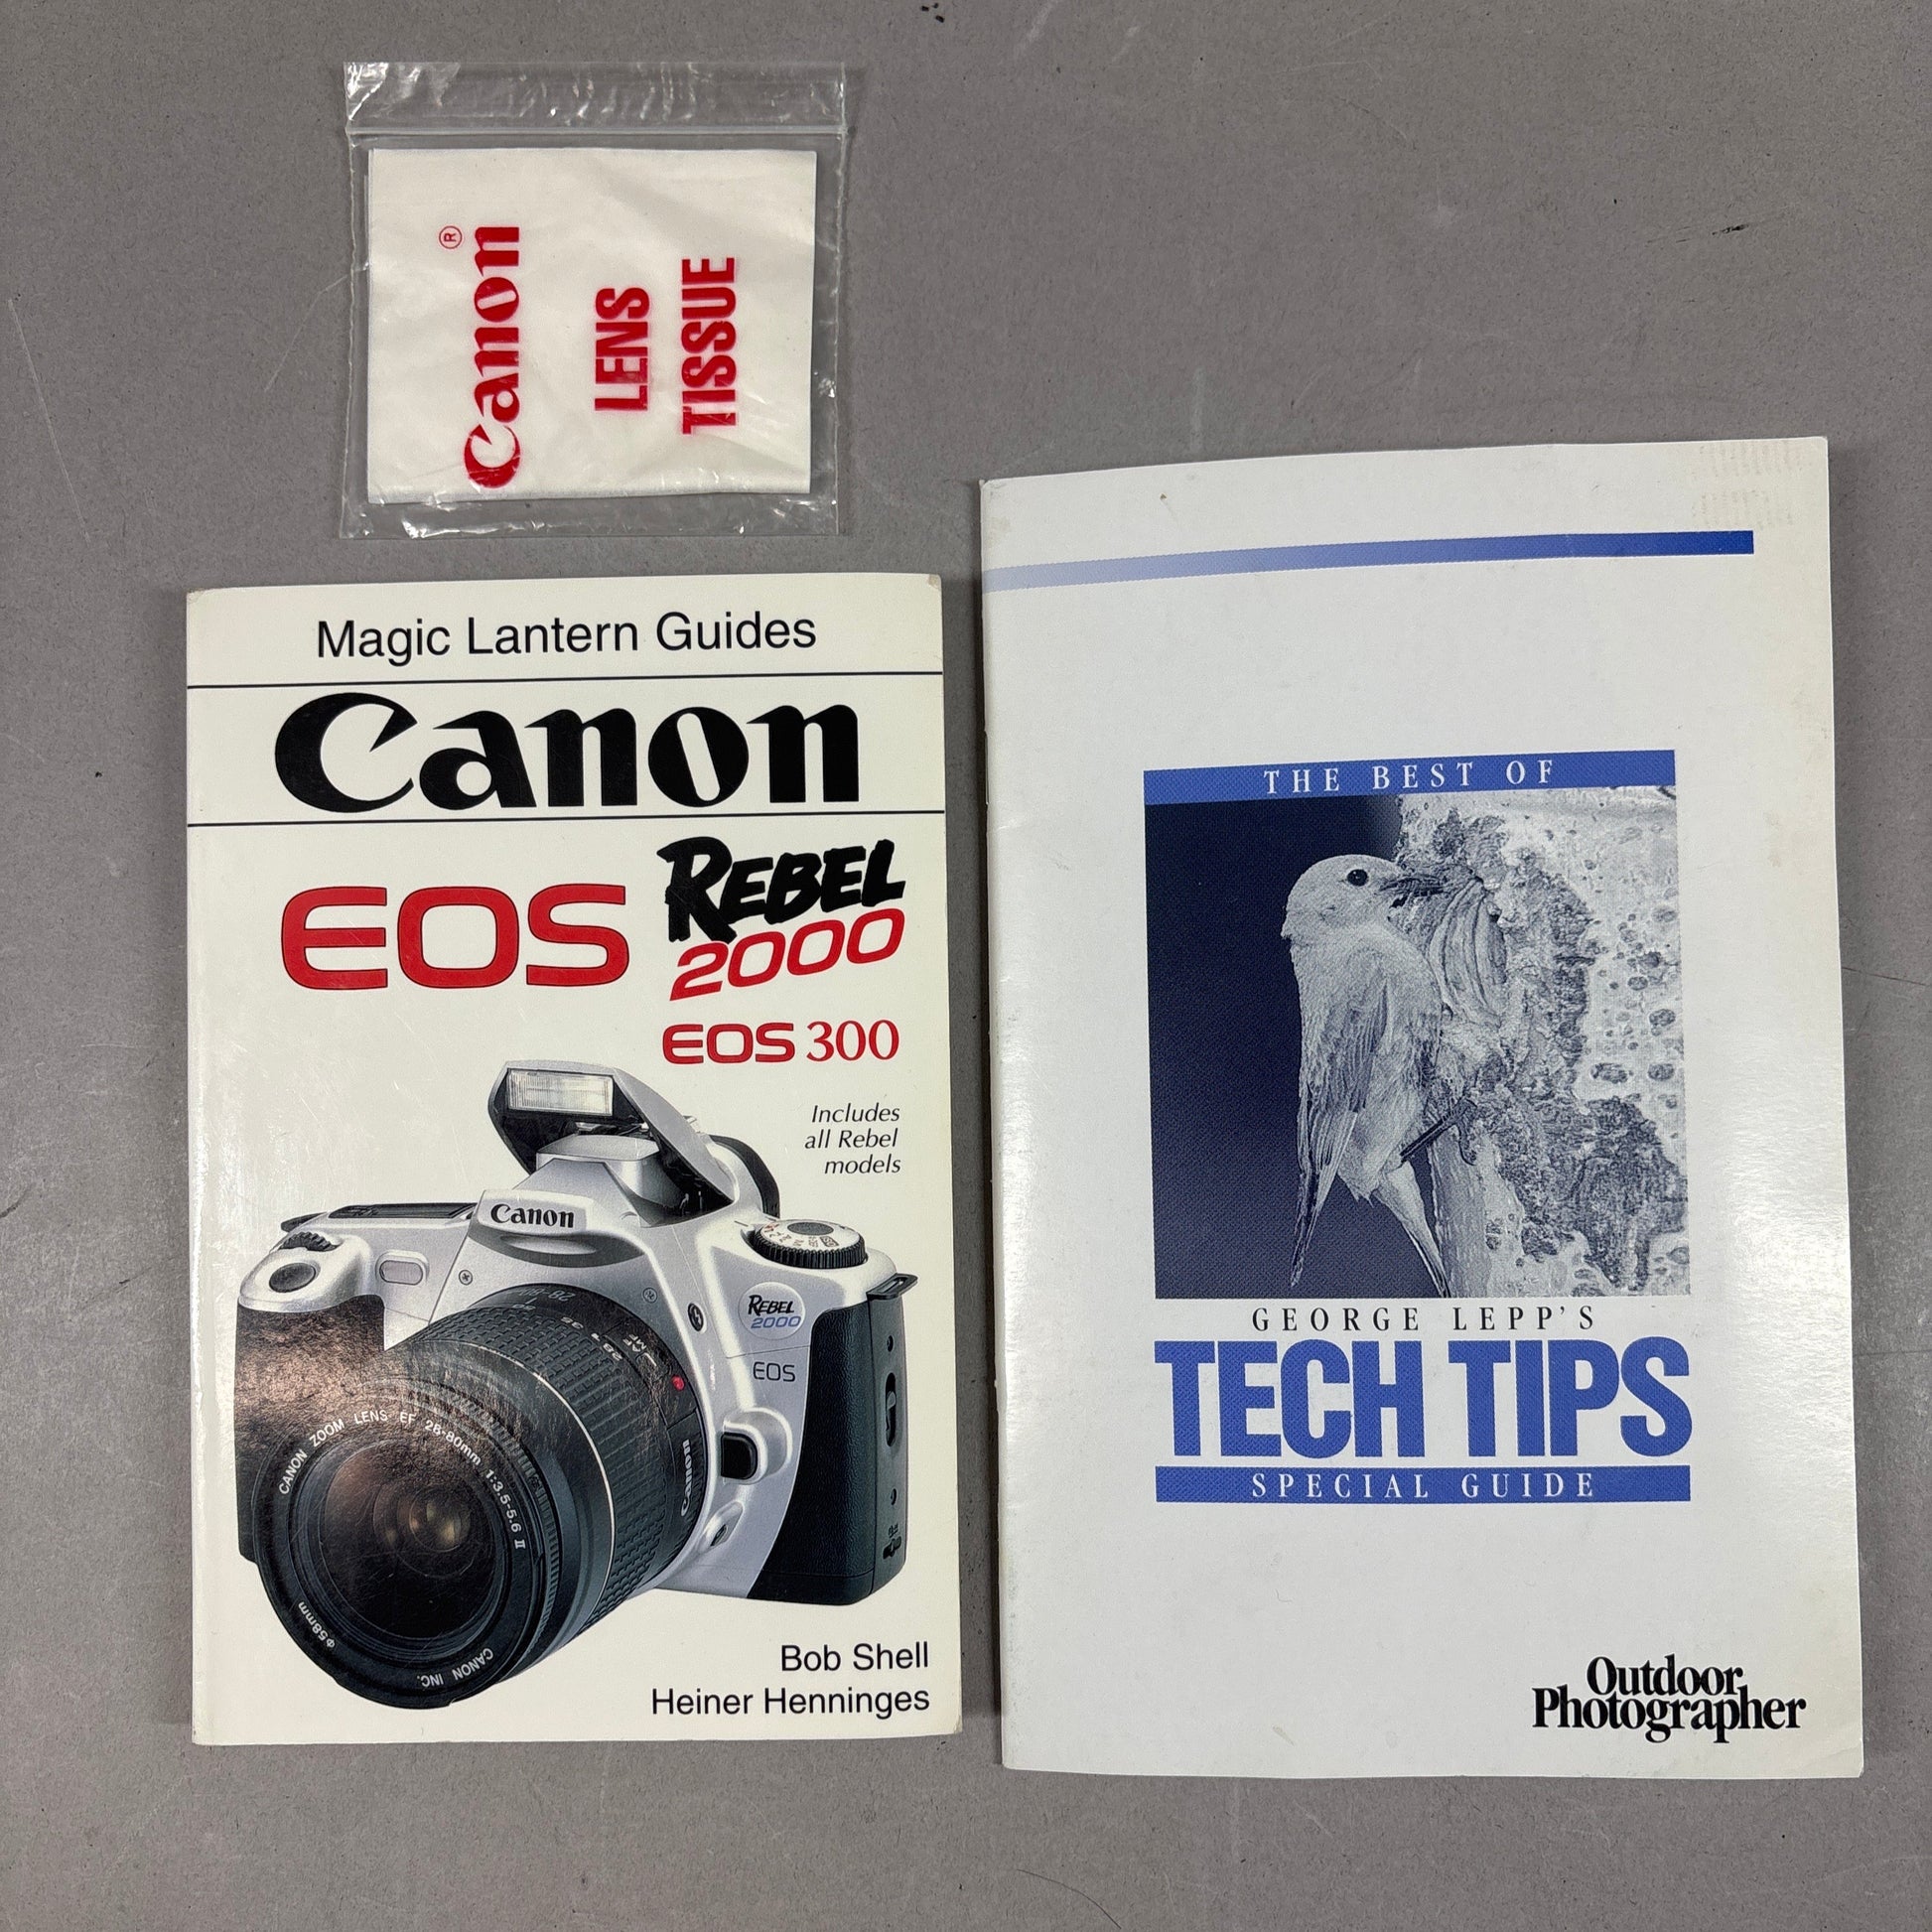 Canon®
LENS
TISSUE
Magic Lantern Guides
Canon
EOS REBEL
2000
EOS 300
Includes
all Rebel
models
Canon
REBEL
2000
EOS
CANON ZOOM LENS EF 28-80mm 1:3.5-5.6 II
Canon
ø58mm
CANON INC.
Bob Shell
Heiner Henninges
THE BEST OF
GEORGE LEPP'S
TECH TIPS
SPECIAL GUIDE
Outdoor
Photographer